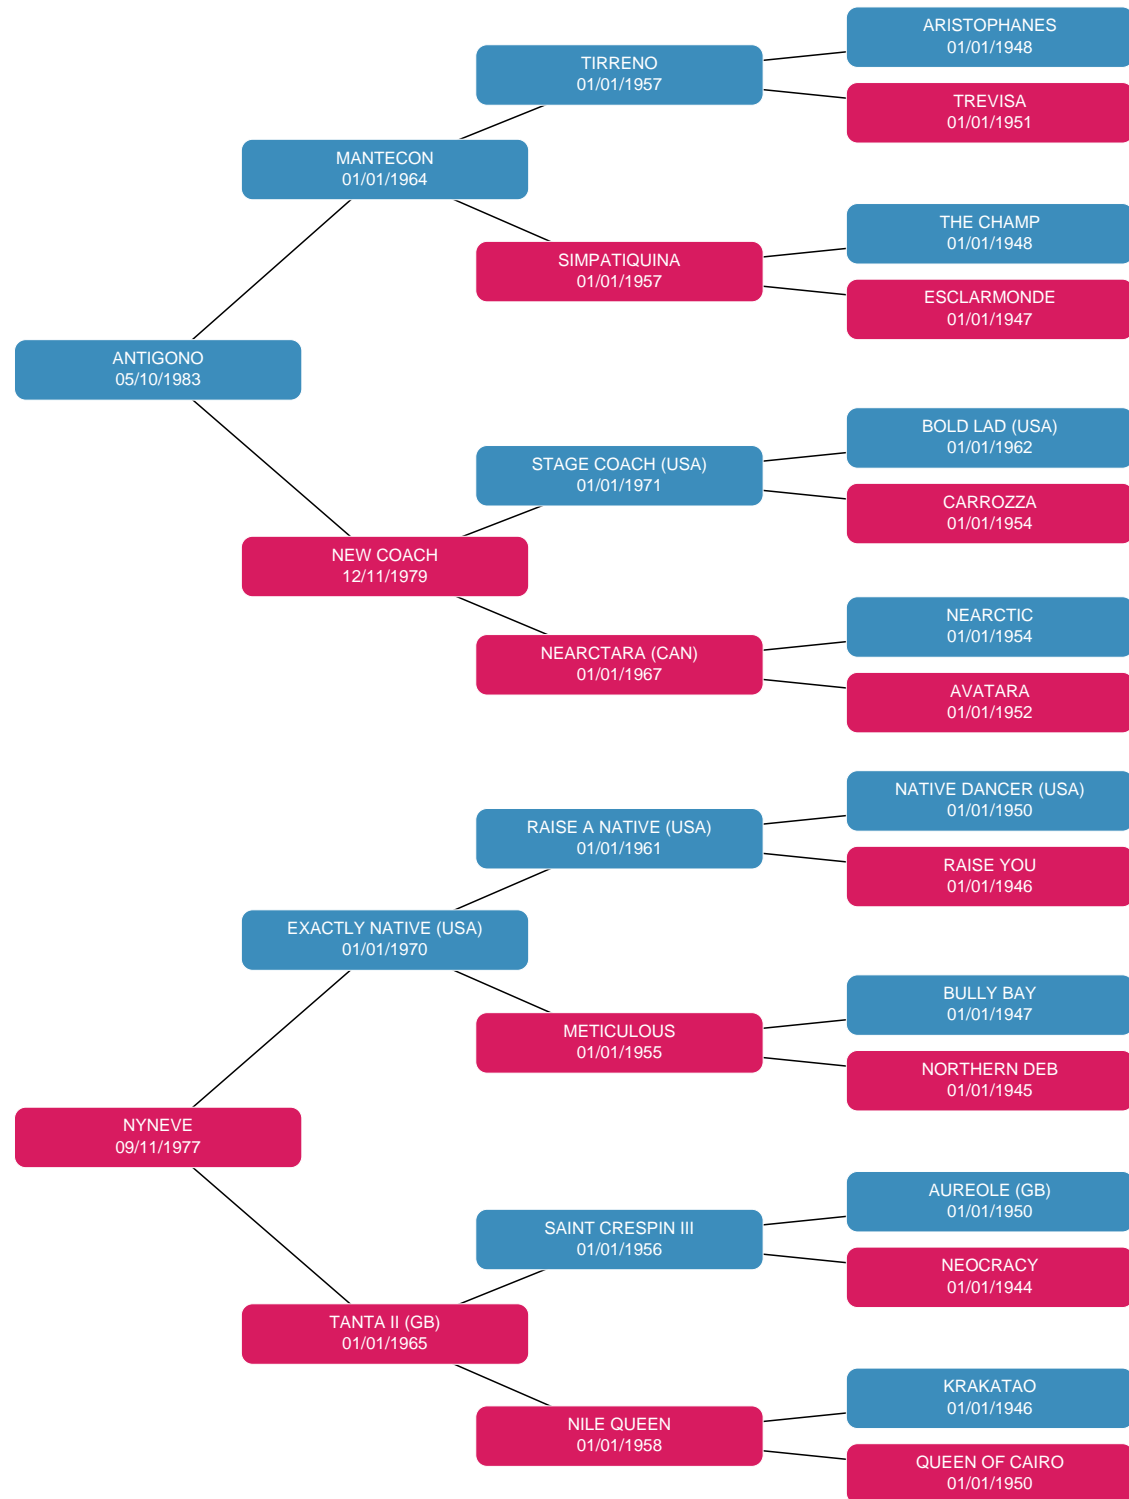 ARISTOPHANES
01/01/1948
TIRRENO
01/01/1957
TREVISA
01/01/1951
MANTECON
01/01/1964
THE CHAMP
01/01/1948
SIMPATIQUINA
01/01/1957
ESCLARMONDE
01/01/1947
ANTIGONO
05/10/1983
BOLD LAD (USA)
01/01/1962
STAGE COACH (USA)
01/01/1971
CARROZZA
01/01/1954
NEW COACH
12/11/1979
NEARCTIC
01/01/1954
NEARCTARA (CAN)
01/01/1967
AVATARA
01/01/1952
NATIVE DANCER (USA)
01/01/1950
RAISE A NATIVE (USA)
01/01/1961
RAISE YOU
01/01/1946
EXACTLY NATIVE (USA)
01/01/1970
BULLY BAY
01/01/1947
METICULOUS
01/01/1955
NORTHERN DEB
01/01/1945
NYNEVE
09/11/1977
AUREOLE (GB)
01/01/1950
SAINT CRESPIN III
01/01/1956
NEOCRACY
01/01/1944
TANTA II (GB)
01/01/1965
KRAKATAO
01/01/1946
NILE QUEEN
01/01/1958
QUEEN OF CAIRO
01/01/1950